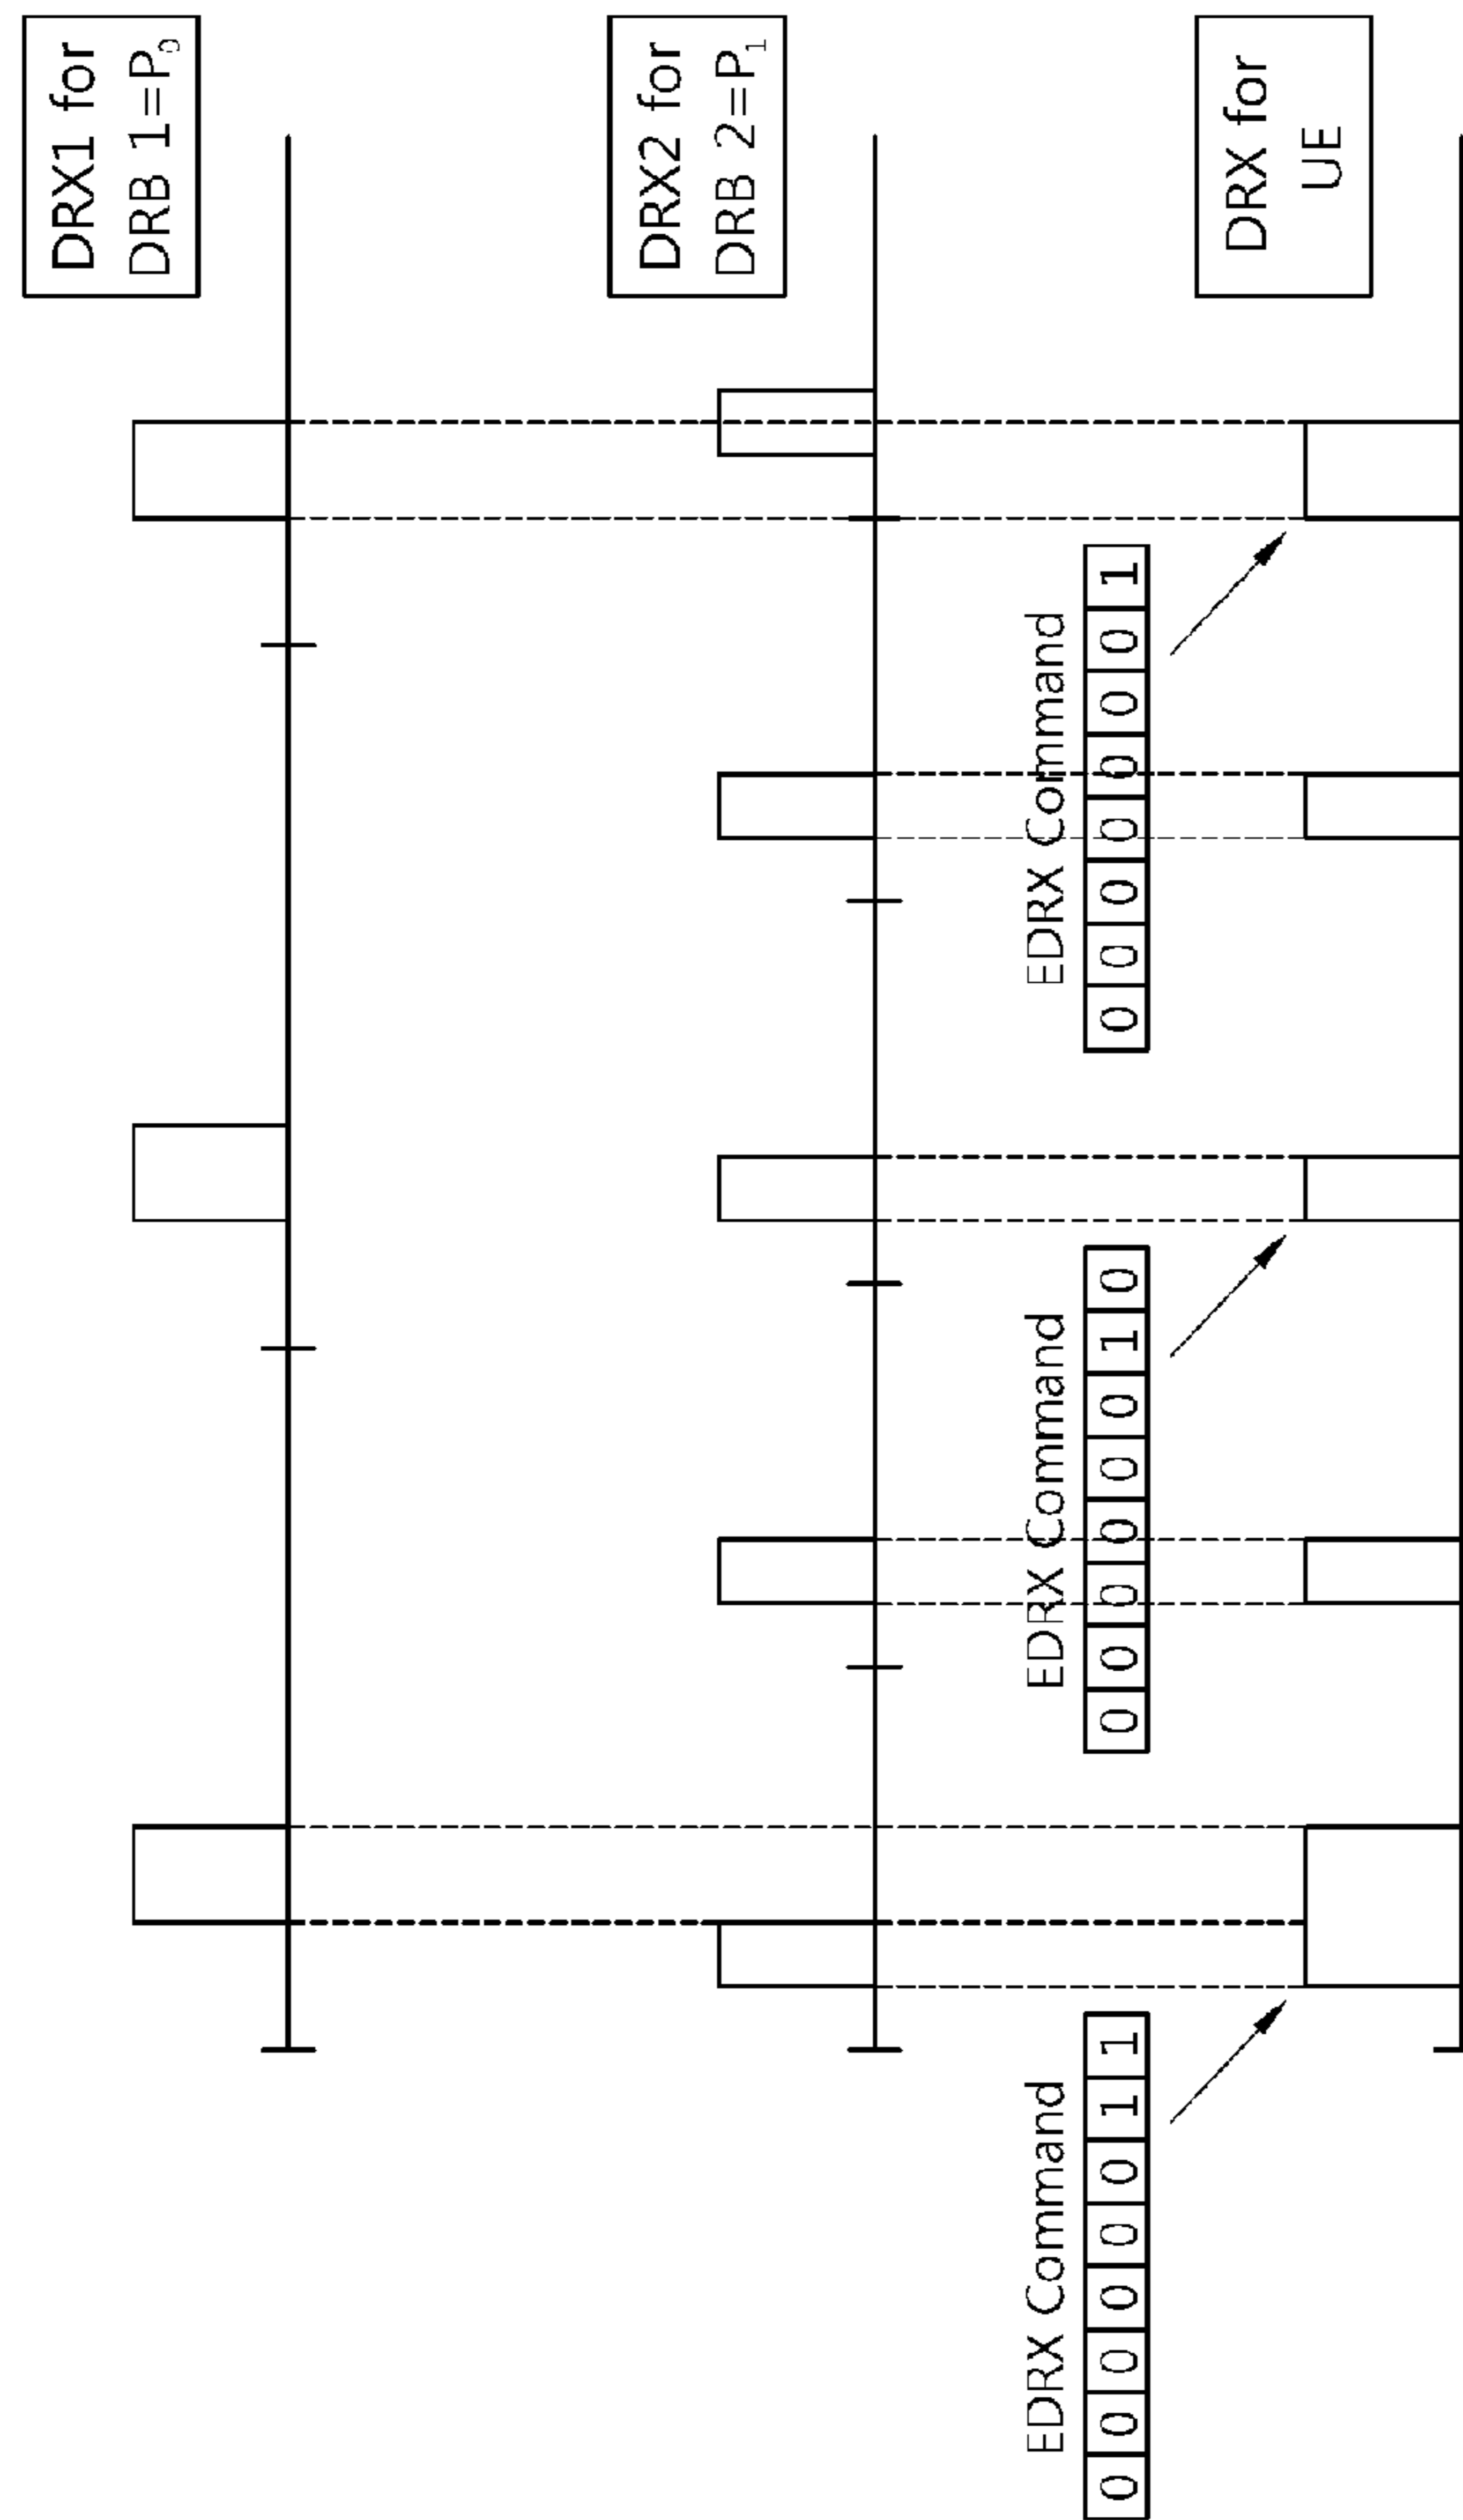 DRX1 for
DRB 1=P0
DRX2 for
DRB 2=P1
EDRX Command
0 0 0 0 0 0 1 1
EDRX Command
0 0 0 0 0 0 1 0
EDRX Command
0 0 0 0 0 0 0 1
DRX for
UE